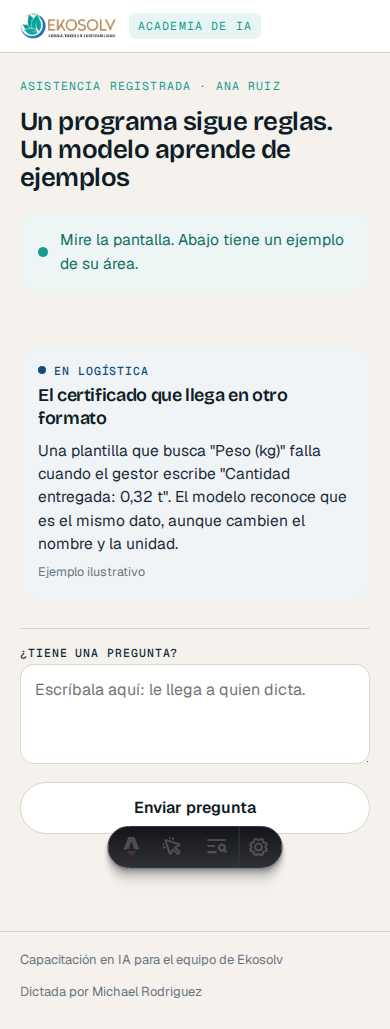 EKOSOLV
ACADEMIA DE IA
ASISTENCIA REGISTRADA · ANA RUIZ
Un programa sigue reglas.
Un modelo aprende de
ejemplos
Mire la pantalla. Abajo tiene un ejemplo
de su área.
EN LOGÍSTICA
El certificado que llega en otro
formato
Una plantilla que busca "Peso (kg)" falla
cuando el gestor escribe "Cantidad
entregada: 0,32 t". El modelo reconoce que
es el mismo dato, aunque cambien el
nombre y la unidad.
Ejemplo ilustrativo
¿TIENE UNA PREGUNTA?
Escríbala aquí: le llega a quien dicta.
Enviar pregunta
Capacitación en IA para el equipo de Ekosolv
Dictada por Michael Rodriguez